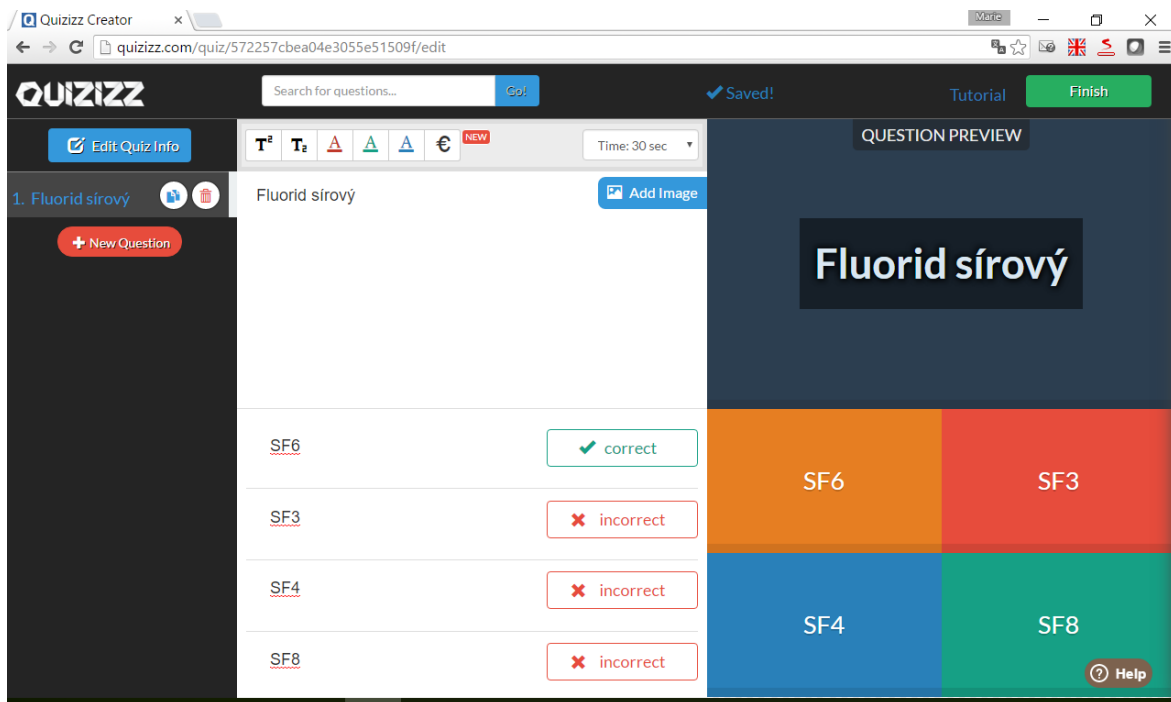 Quizizz Creator
Marie
quizizz.com/quiz/572257cbea04e3055e51509f/edit
QUIZIZZ
Search for questions...
Go!
Saved!
Tutorial
Finish
Edit Quiz Info
T² T₂ A A A € NEW
Time: 30 sec
QUESTION PREVIEW
1. Fluorid sírový
Fluorid sírový
Add Image
New Question
Fluorid sírový
SF6
correct
SF3
incorrect
SF4
incorrect
SF8
incorrect
SF6
SF3
SF4
SF8
Help